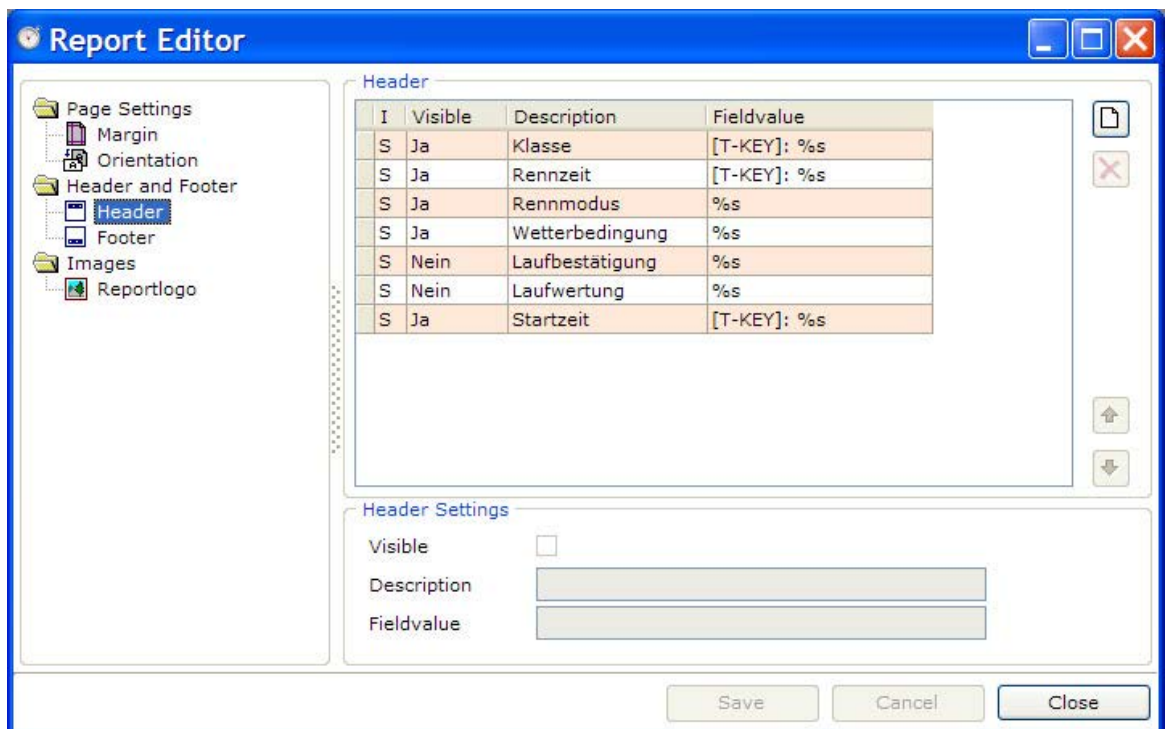 Report Editor
Page Settings
Margin
Orientation
Header and Footer
Header
Footer
Images
Reportlogo
Header
I Visible Description Fieldvalue
S Ja Klasse [T-KEY]: %s
S Ja Rennzeit [T-KEY]: %s
S Ja Rennmodus %s
S Ja Wetterbedingung %s
S Nein Laufbestätigung %s
S Nein Laufwertung %s
S Ja Startzeit [T-KEY]: %s
Header Settings
Visible
Description
Fieldvalue
Save Cancel Close